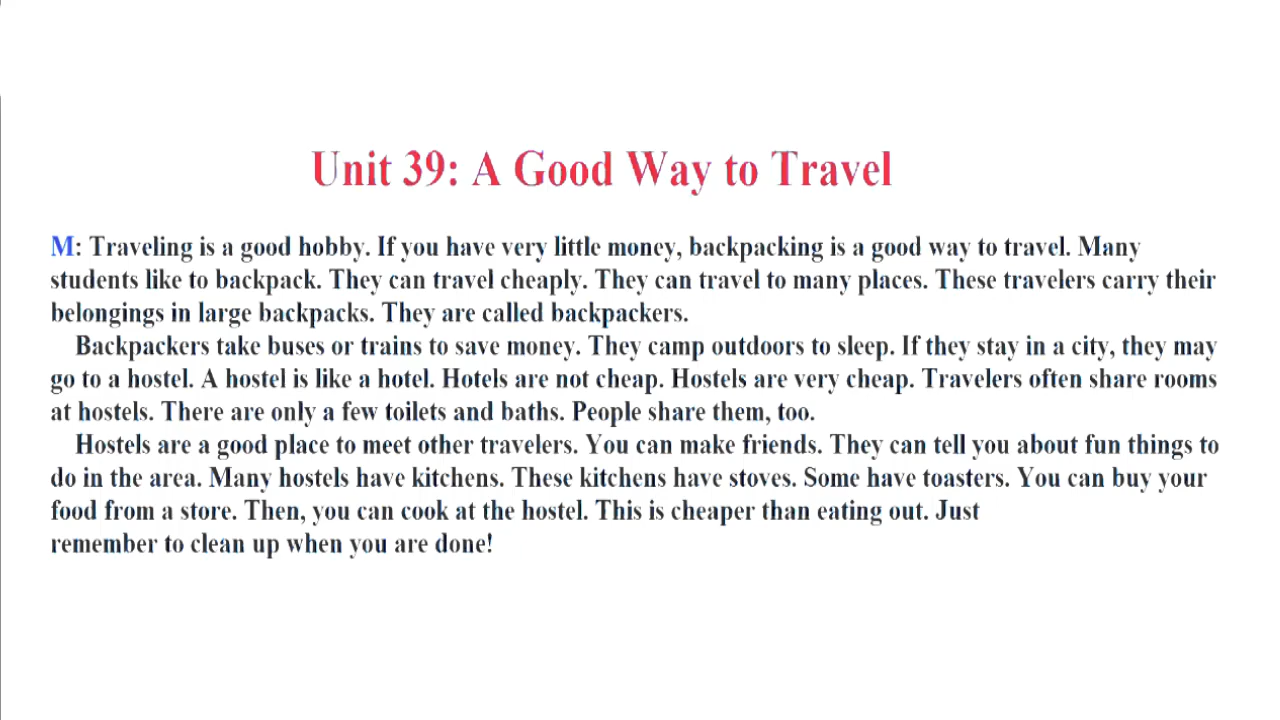 Unit 39: A Good Way to Travel
M: Traveling is a good hobby. If you have very little money, backpacking is a good way to travel. Many
students like to backpack. They can travel cheaply. They can travel to many places. These travelers carry their
belongings in large backpacks. They are called backpackers.
Backpackers take buses or trains to save money. They camp outdoors to sleep. If they stay in a city, they may
go to a hostel. A hostel is like a hotel. Hotels are not cheap. Hostels are very cheap. Travelers often share rooms
at hostels. There are only a few toilets and baths. People share them, too.
Hostels are a good place to meet other travelers. You can make friends. They can tell you about fun things to
do in the area. Many hostels have kitchens. These kitchens have stoves. Some have toasters. You can buy your
food from a store. Then, you can cook at the hostel. This is cheaper than eating out. Just
remember to clean up when you are done!